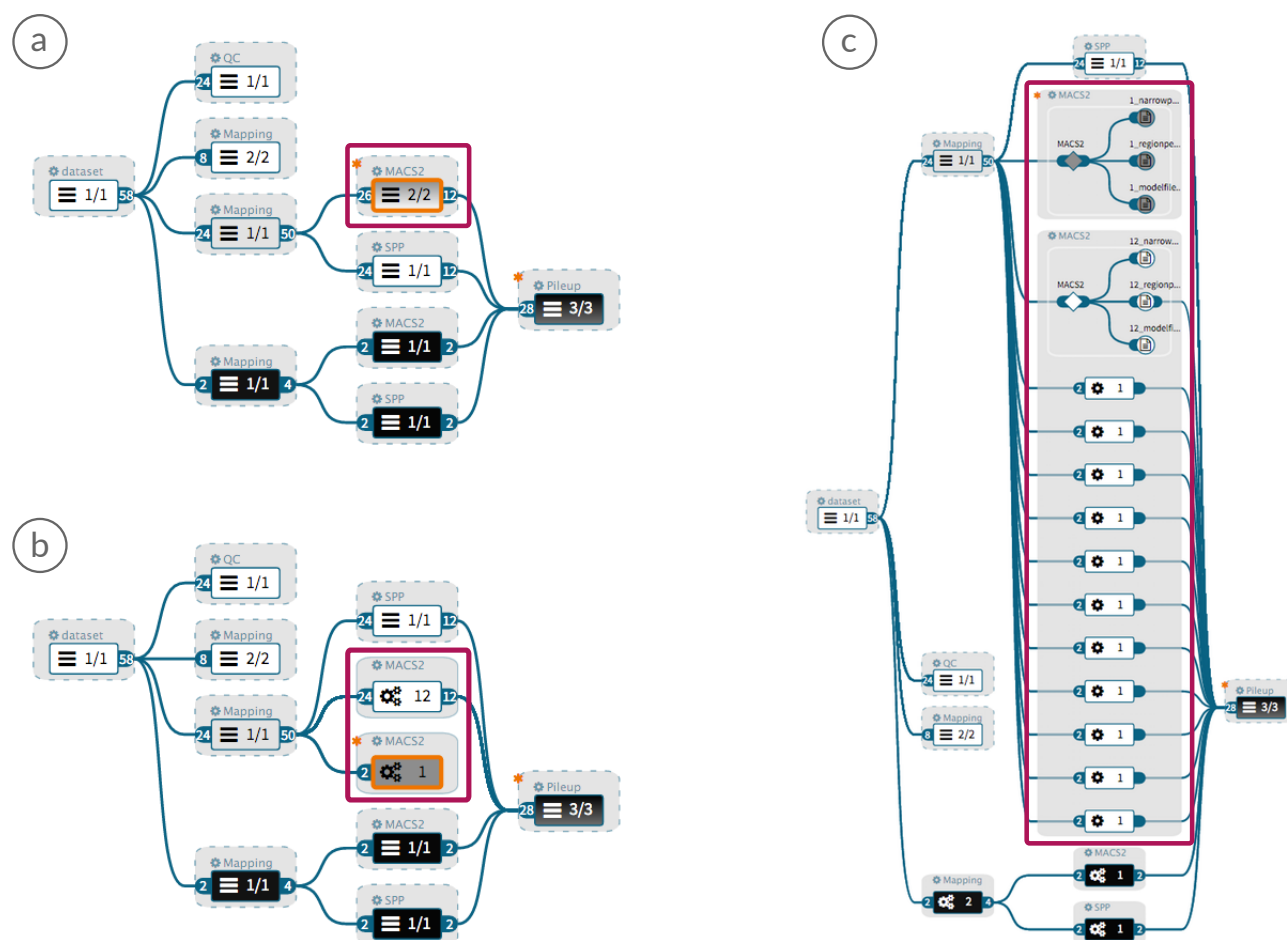 a
QC
24 1/1
Mapping
8 2/2
dataset
1/1 58
Mapping
24 1/1 50
MACS2
26 2/2 12
SPP
24 1/1 12
Pileup
28 3/3
MACS2
2 1/1 2
Mapping
2 1/1 4
SPP
2 1/1 2
b
QC
24 1/1
SPP
24 1/1 12
dataset
1/1 58
Mapping
8 2/2
MACS2
24 12 12
Mapping
24 1/1 50
MACS2
2 1
Pileup
28 3/3
MACS2
2 1/1 2
Mapping
2 1/1 4
SPP
2 1/1 2
c
SPP
24 1/1 12
MACS2
1_narrowp...
Mapping
24 1/1 50
MACS2
1_regionpe...
1_modelfile...
MACS2
12_narrow...
MACS2
12_regionp...
12_modelfi...
2 1
2 1
2 1
2 1
2 1
2 1
2 1
2 1
2 1
2 1
2 1
dataset
1/1 58
QC
24 1/1
Mapping
8 2/2
Pileup
28 3/3
MACS2
2 1 2
Mapping
2 2 4
SPP
2 1 2